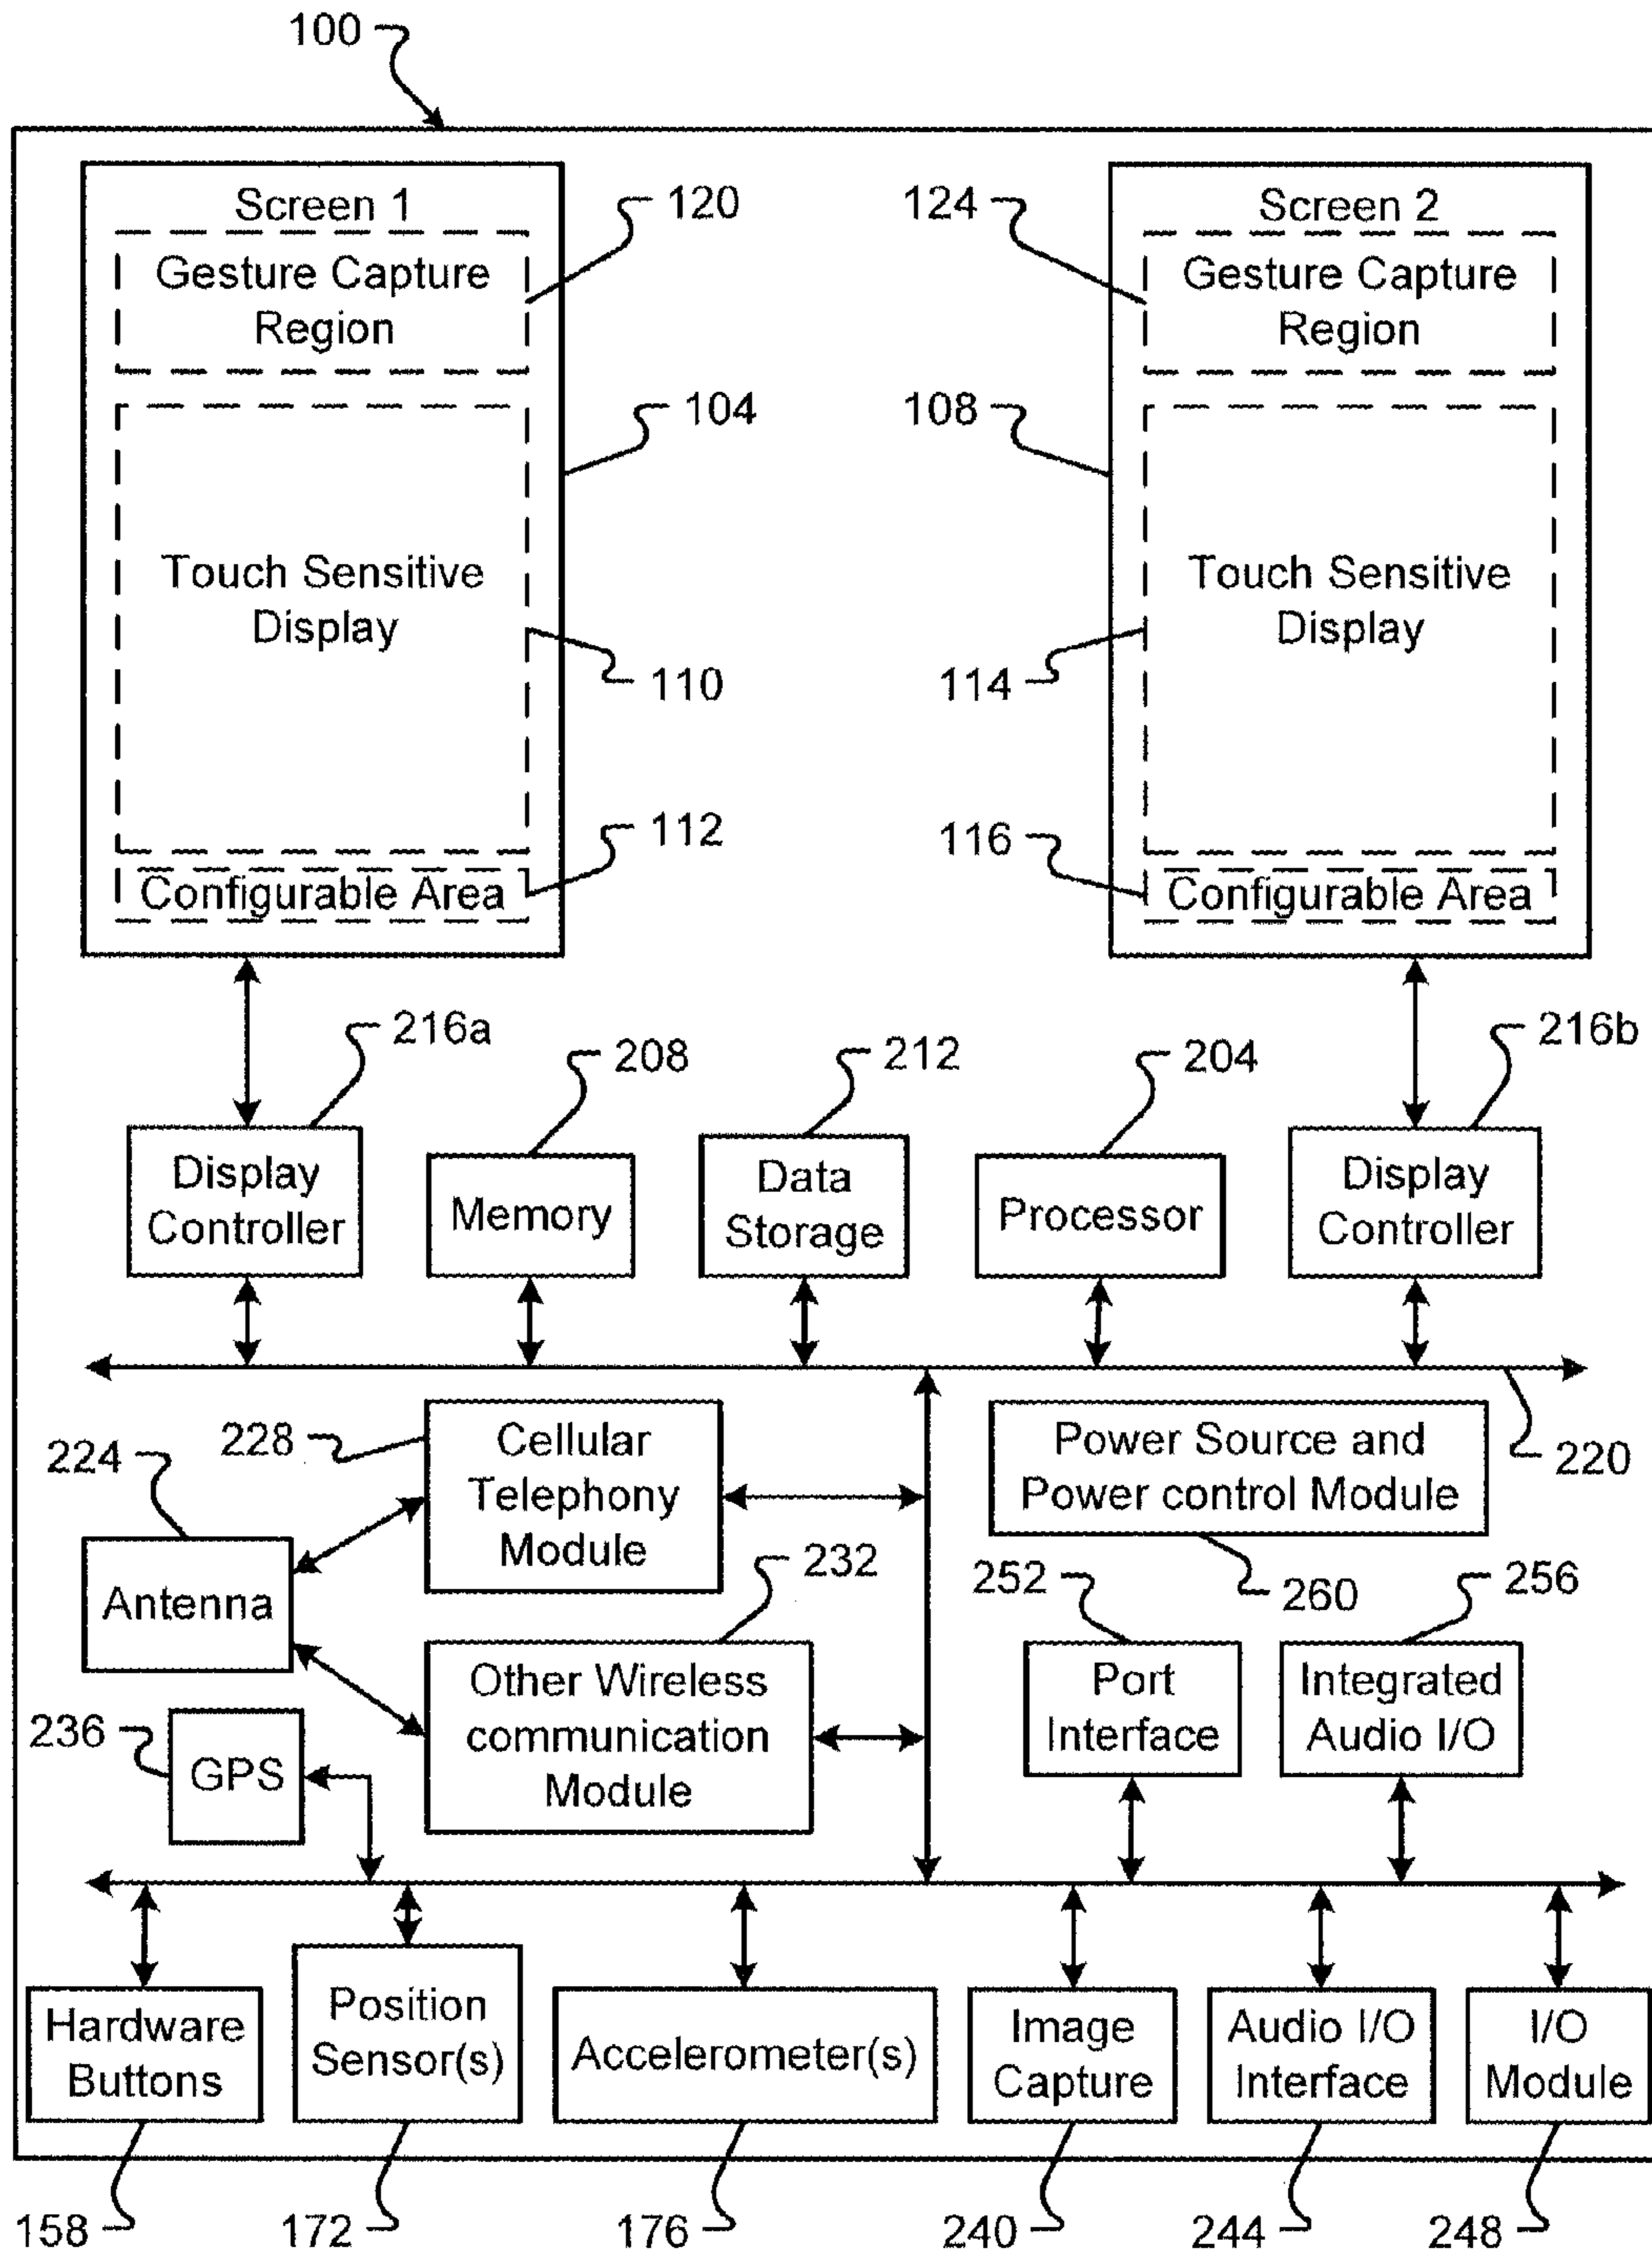 100
Screen 1
120
124
Screen 2
Gesture Capture
Region
Gesture Capture
Region
104
108
Touch Sensitive
Display
Touch Sensitive
Display
110
114
112
116
Configurable Area
Configurable Area
216a
208
212
204
216b
Display
Controller
Memory
Data
Storage
Processor
Display
Controller
224
228
Cellular
Telephony
Module
Power Source and
Power control Module
220
Antenna
232
252
260
256
236
GPS
Other Wireless
communication
Module
Port
Interface
Integrated
Audio I/O
Hardware
Buttons
Position
Sensor(s)
Accelerometer(s)
Image
Capture
Audio I/O
Interface
I/O
Module
158
172
176
240
244
248